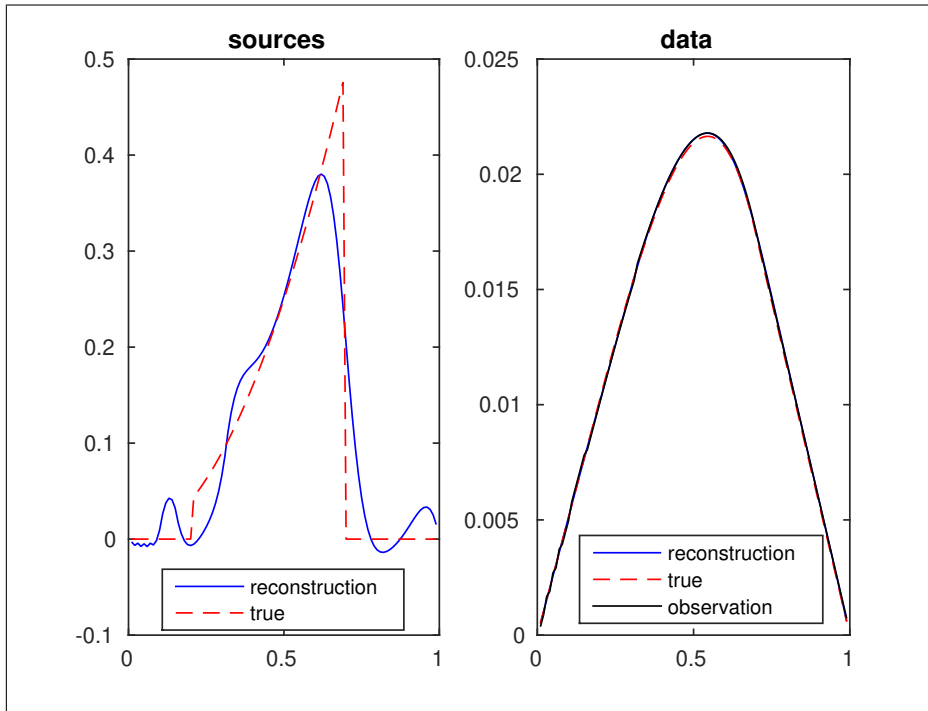 sources
0.5
0.4
0.3
0.2
0.1
0
-0.1
0
0.5
1
reconstruction
true
data
0.025
0.02
0.015
0.01
0.005
0
0
0.5
1
reconstruction
true
observation